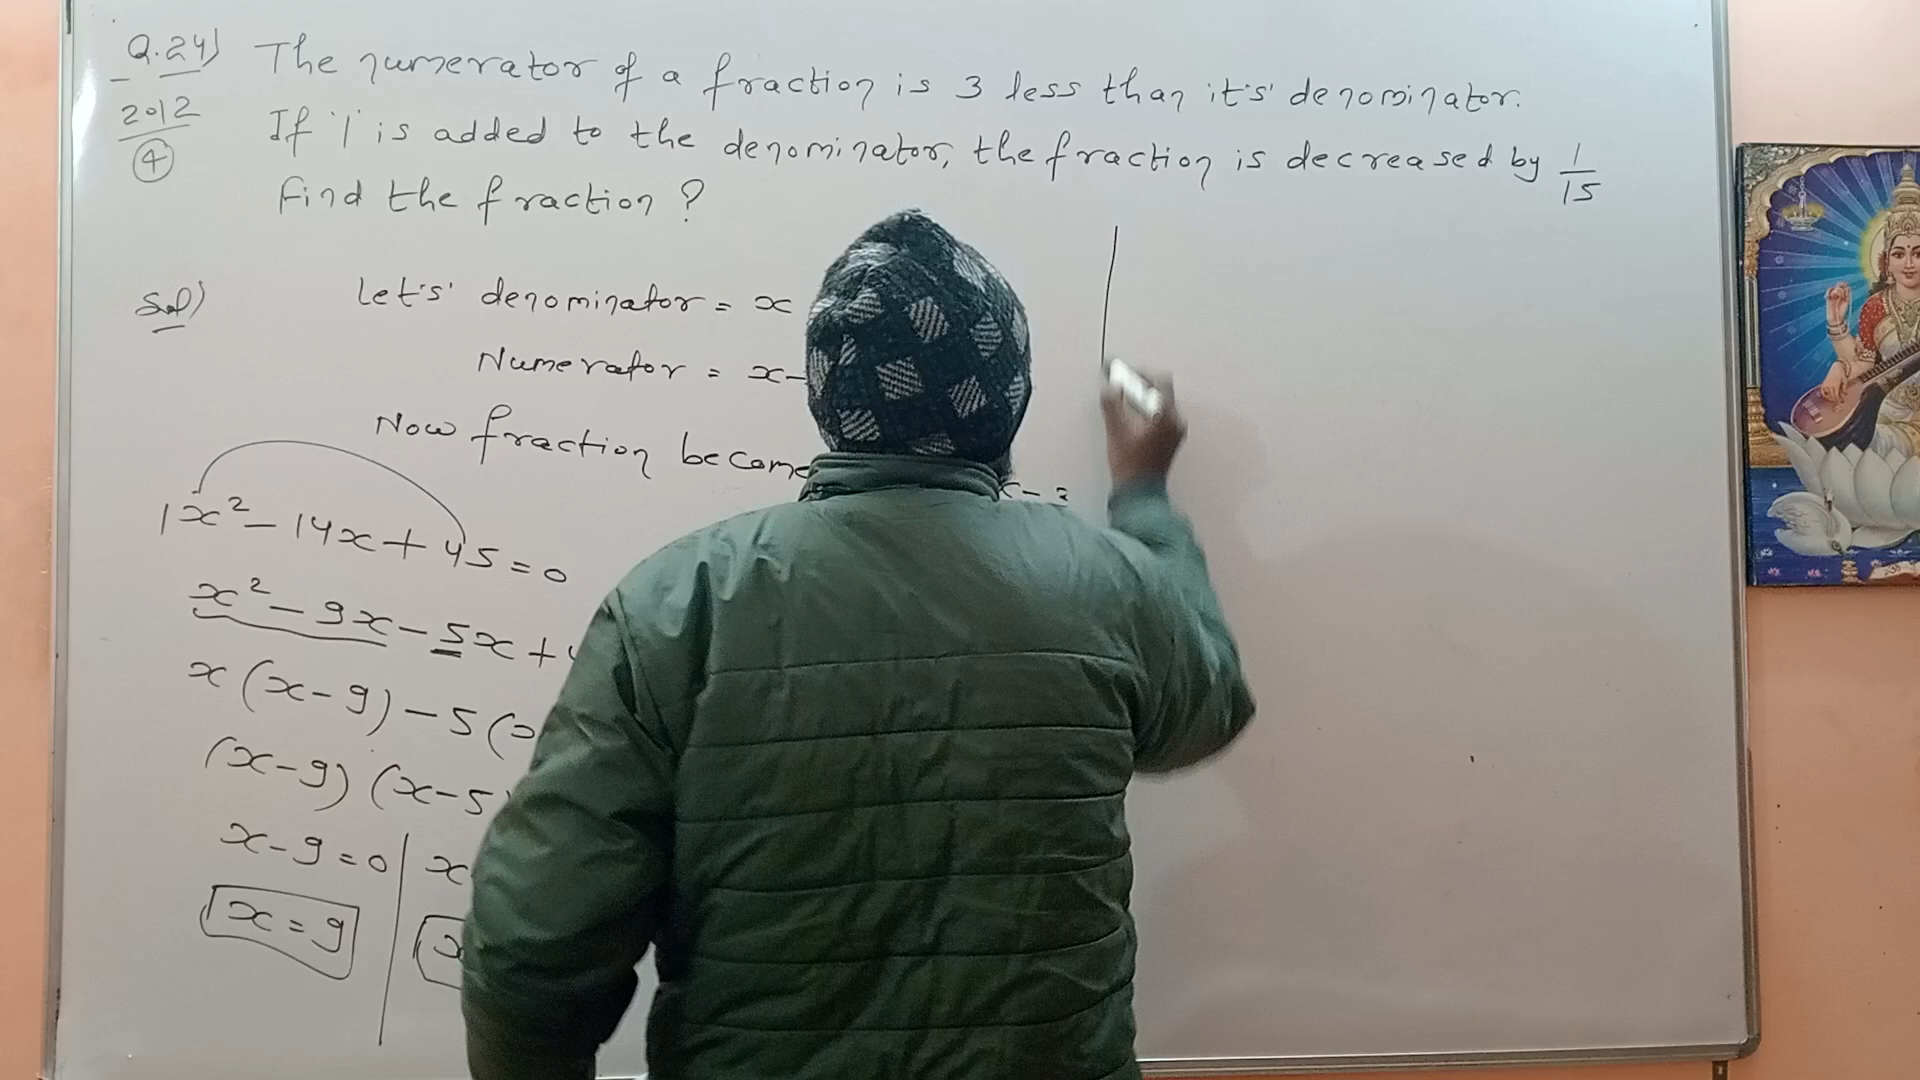 Q.24) The numerator of a fraction is 3 less than it's' denominator.
2012 If '1' is added to the denominator, the fraction is decreased by 1/15
(4) find the fraction ?
Sol) Let's' denominator = x
Numerator = x-
Now fraction become
x-3
1x²-14x+45=0
x²-9x-5x+
x(x-9)-5(x
(x-9)(x-5)
x-9=0 | x
x=9